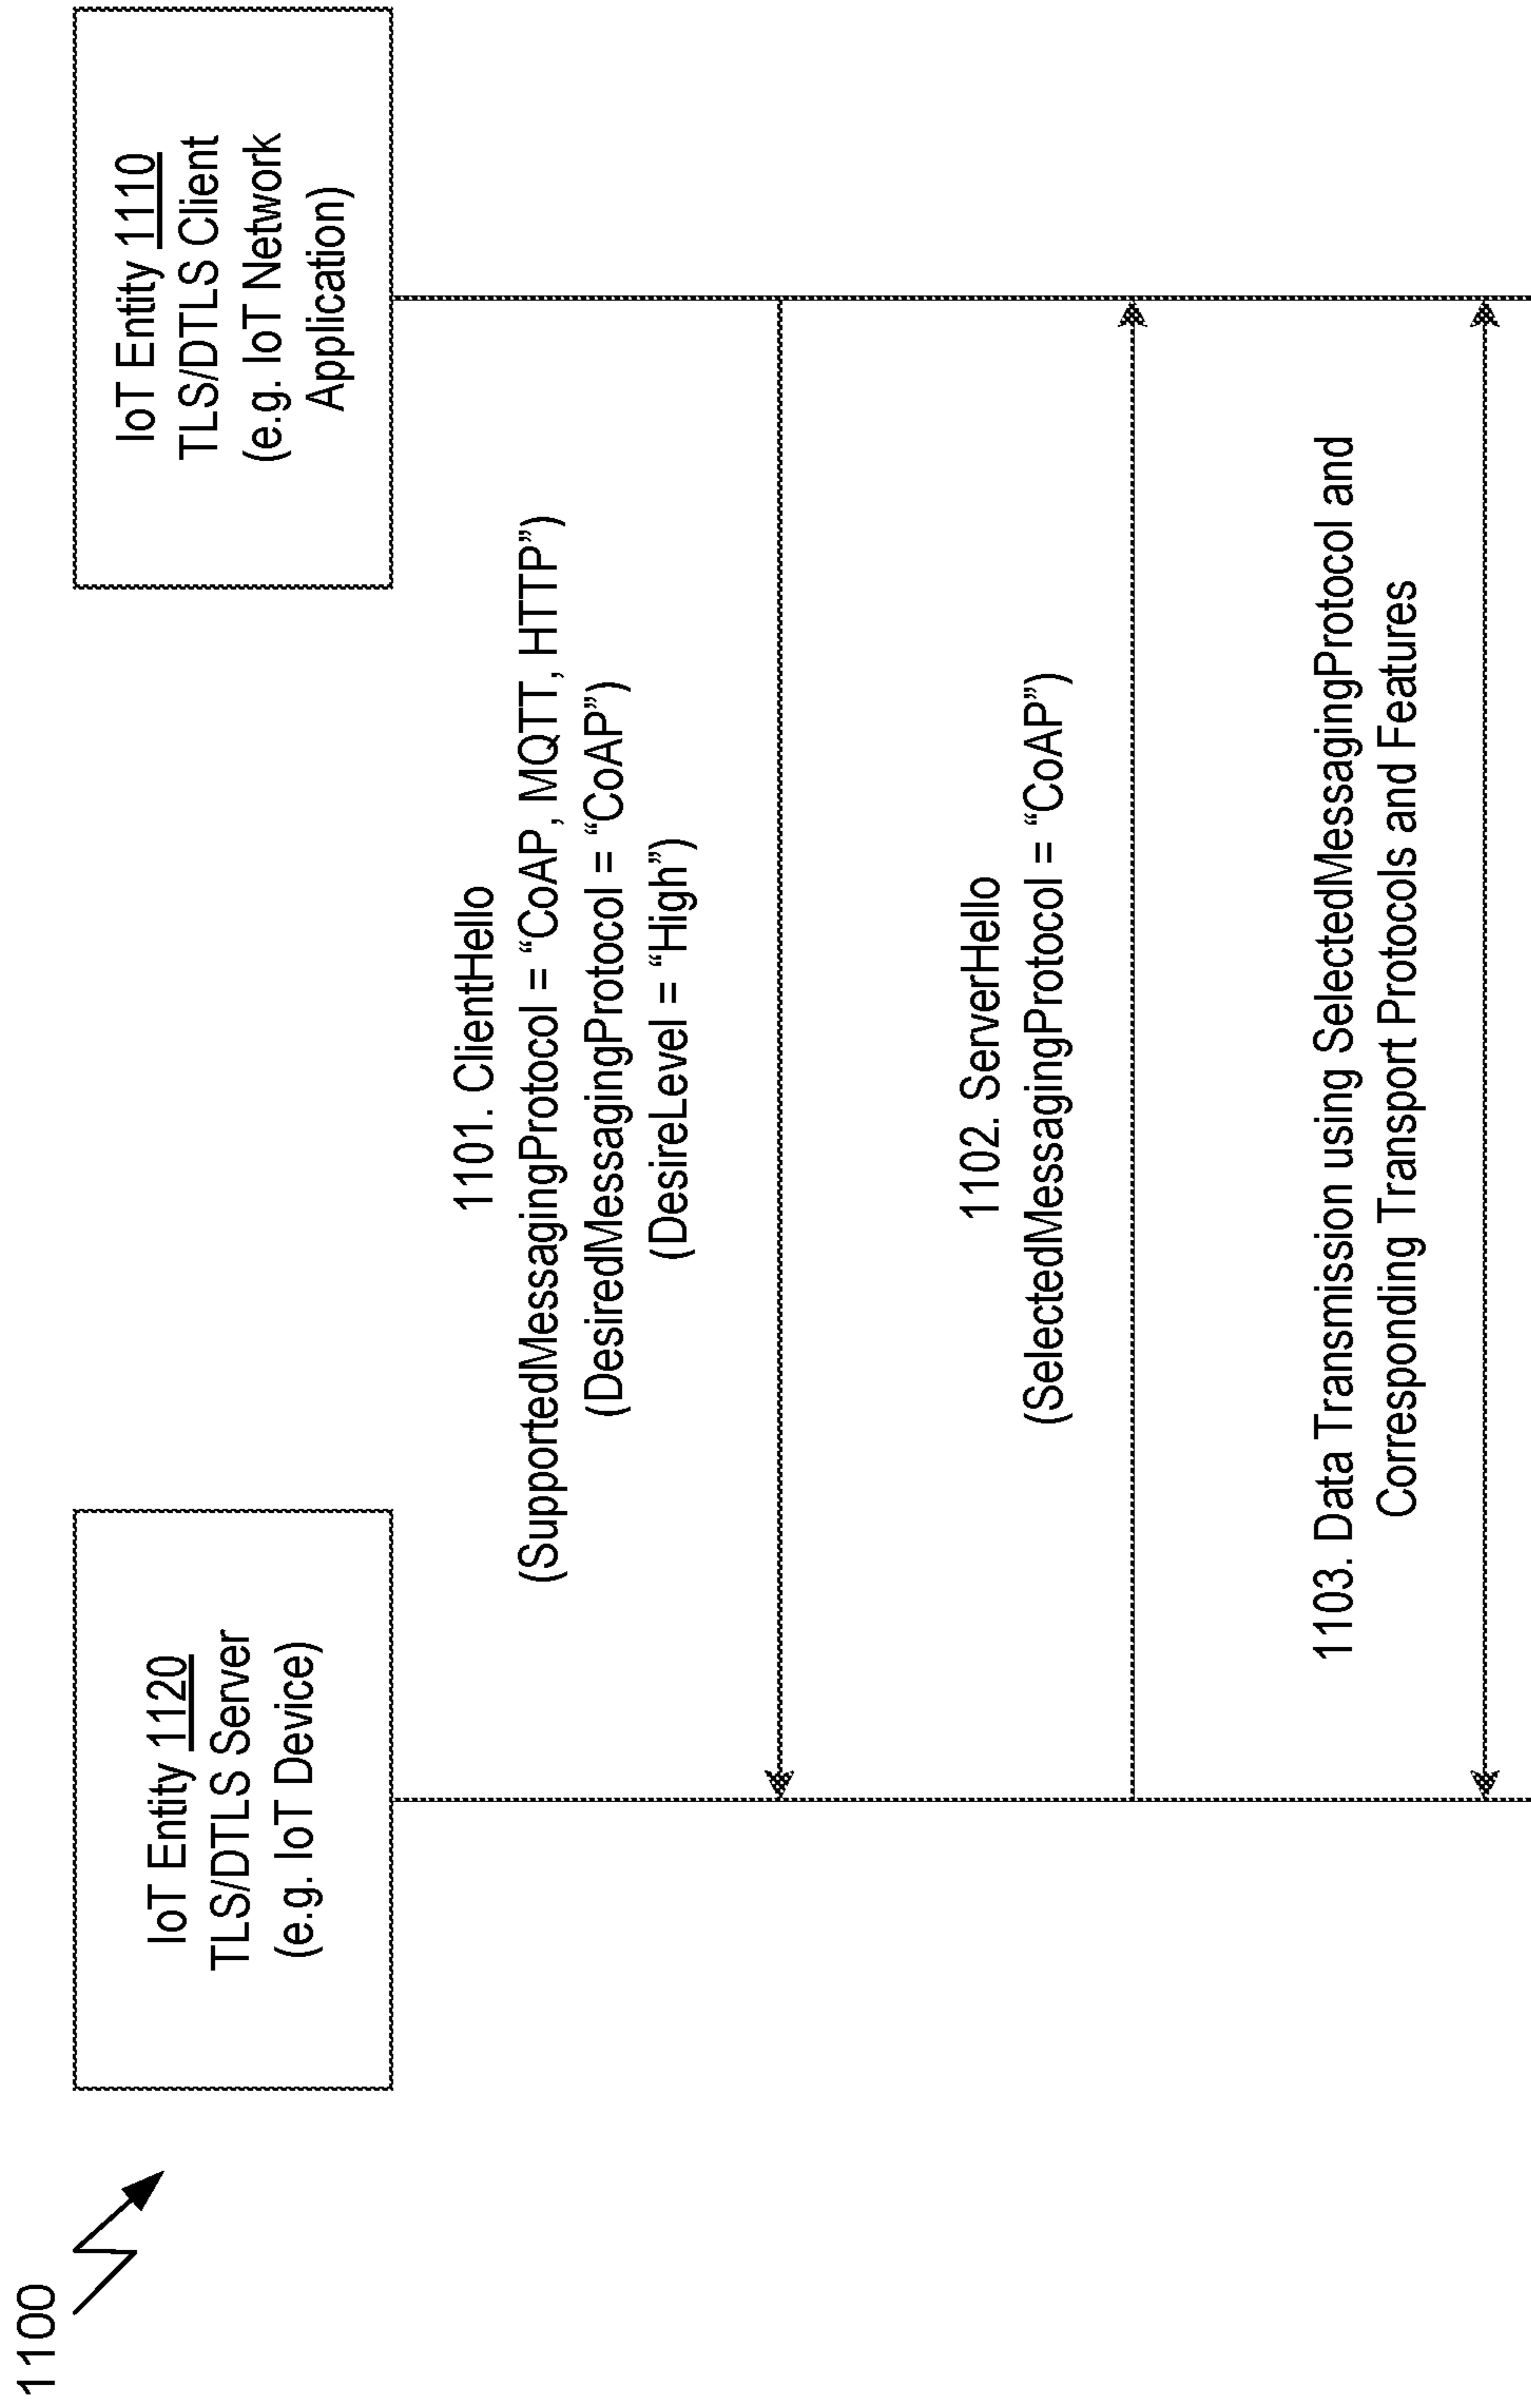 1100
IoT Entity 1120
TLS/DTLS Server
(e.g. IoT Device)
IoT Entity 1110
TLS/DTLS Client
(e.g. IoT Network
Application)
1101. ClientHello
(SupportedMessagingProtocol = “CoAP, MQTT, HTTP”)
(DesiredMessagingProtocol = “CoAP”)
(DesireLevel = “High”)
1102. ServerHello
(SelectedMessagingProtocol = “CoAP”)
1103. Data Transmission using SelectedMessagingProtocol and
Corresponding Transport Protocols and Features